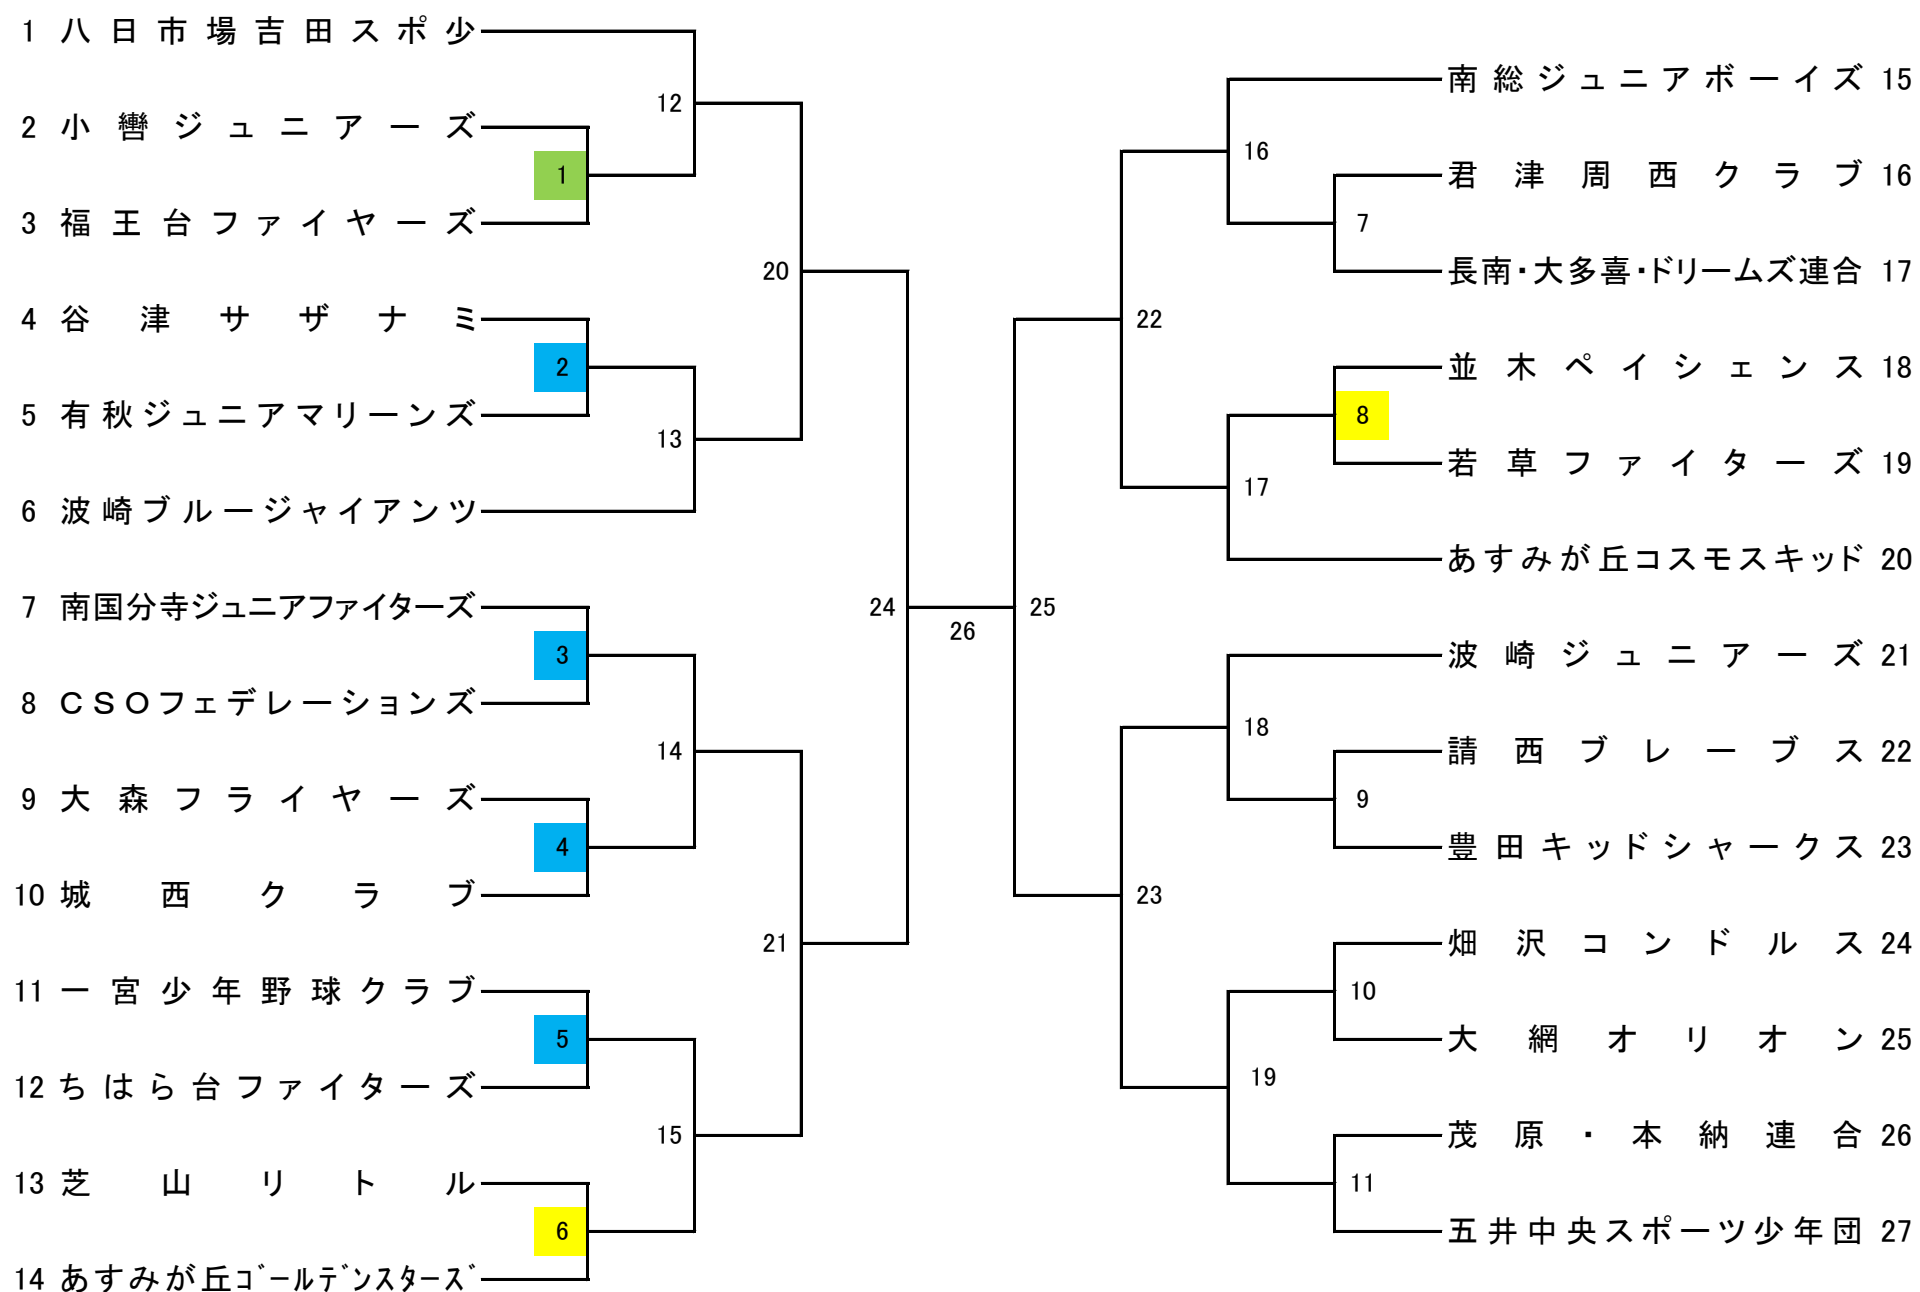 1 八日市場吉田スポ少
12
2 小轡ジュニアーズ
1
3 福王台ファイヤーズ
20
4 谷津サザナミ
2
5 有秋ジュニアマリーンズ
13
6 波崎ブルージャイアンツ
7 南国分寺ジュニアファイターズ
24
3
8 CSOフェデレーションズ
14
9 大森フライヤーズ
4
10 城西クラブ
21
11 一宮少年野球クラブ
5
12 ちはら台ファイターズ
15
13 芝山リトル
6
14 あすみが丘ゴールデンスターズ
26
南総ジュニアボーイズ 15
16
君津周西クラブ 16
7
長南・大多喜・ドリームズ連合 17
22
並木ペイシェンス 18
8
若草ファイターズ 19
17
あすみが丘コスモスキッド 20
25
波崎ジュニアーズ 21
18
請西ブレーブス 22
9
豊田キッドシャークス 23
23
畑沢コンドルス 24
10
大網オリオン 25
19
茂原・本納連合 26
11
五井中央スポーツ少年団 27